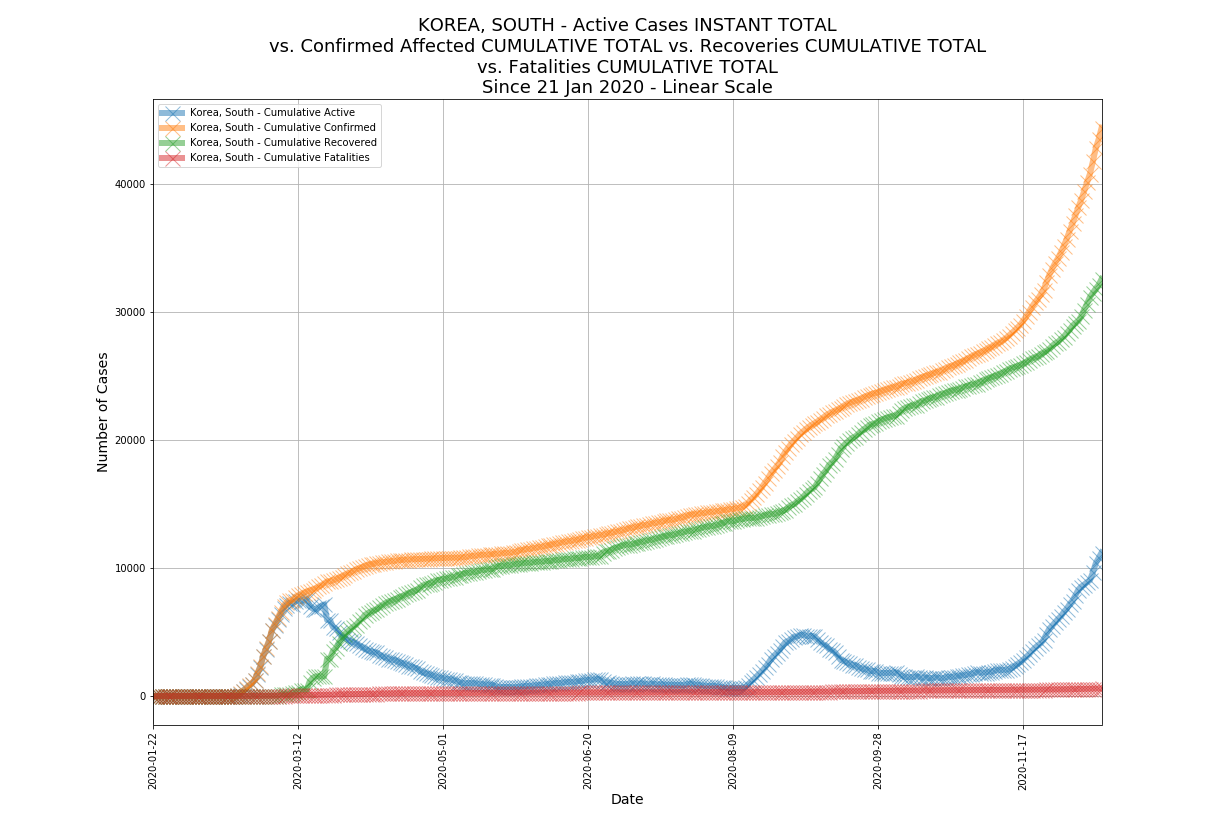 KOREA, SOUTH - Active Cases INSTANT TOTAL
vs. Confirmed Affected CUMULATIVE TOTAL vs. Recoveries CUMULATIVE TOTAL
vs. Fatalities CUMULATIVE TOTAL
Since 21 Jan 2020 - Linear Scale
Korea, South - Cumulative Active
Korea, South - Cumulative Confirmed
Korea, South - Cumulative Recovered
Korea, South - Cumulative Fatalities
40000
30000
20000
10000
0
Number of Cases
2020-01-22
2020-03-12
2020-05-01
2020-06-20
2020-08-09
2020-09-28
2020-11-17
Date